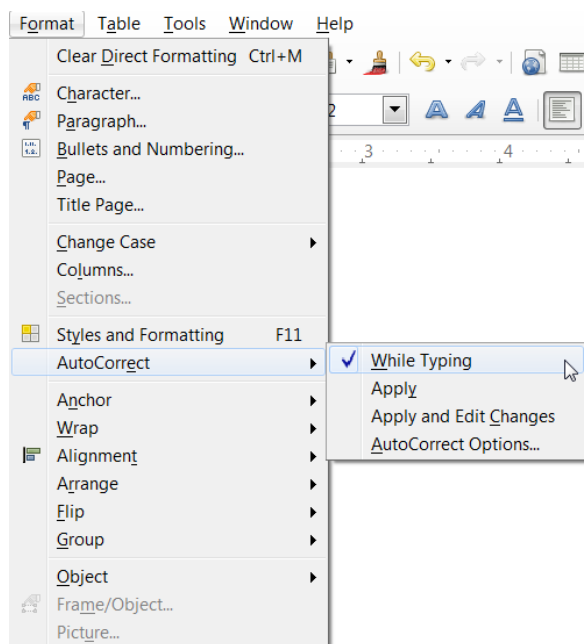 Format Table Tools Window Help
Clear Direct Formatting Ctrl+M
ABC Character...
Paragraph...
Bullets and Numbering...
Page...
Title Page...
2
3 4
Change Case
Columns...
Sections...
Styles and Formatting F11
AutoCorrect
While Typing
Apply
Apply and Edit Changes
AutoCorrect Options...
Anchor
Wrap
Alignment
Arrange
Flip
Group
Object
Frame/Object...
Picture...